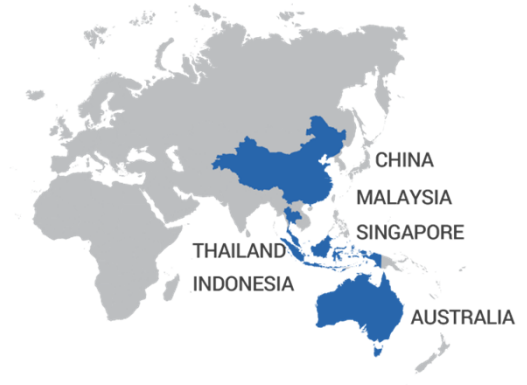 CHINA
MALAYSIA
SINGAPORE
THAILAND
INDONESIA
AUSTRALIA